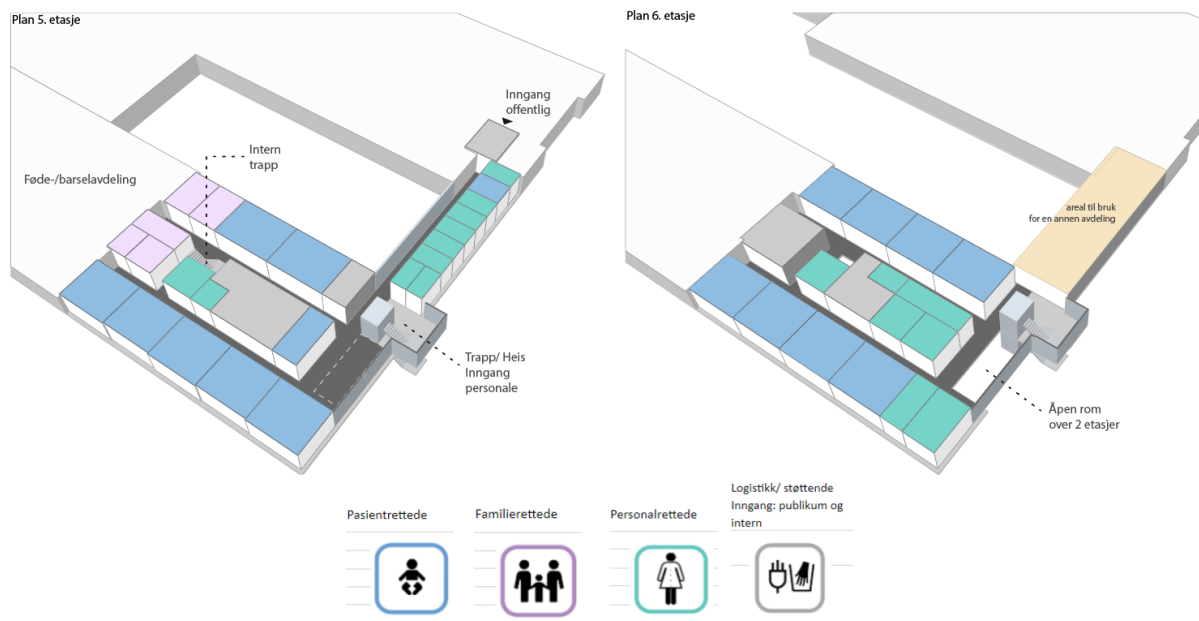 Plan 5. etasje
Inngang
offentlig
Intern
trapp
Føde-/barselavdeling
Trapp/ Heis
Inngang
personale
Plan 6. etasje
areal til bruk
for en annen avdeling
Åpen rom
over 2 etasjer
Pasientrettede
Familierettede
Personalrettede
Logistikk/ støttende
Inngang: publikum og
intern